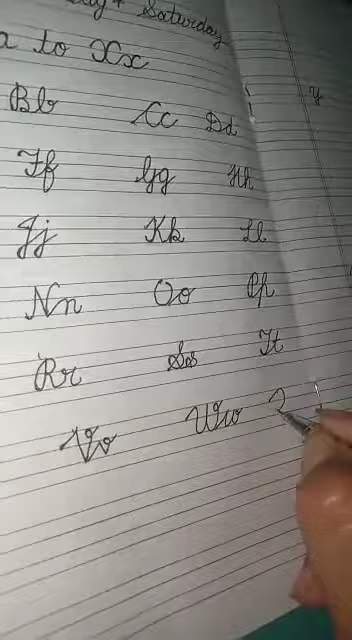 Saturday
a to Xx
Bb Cc Dd y
Ff Gg Hh
Jj Kk Ll
Nn Oo Pp
Rr Ss Tt
Vv Ww